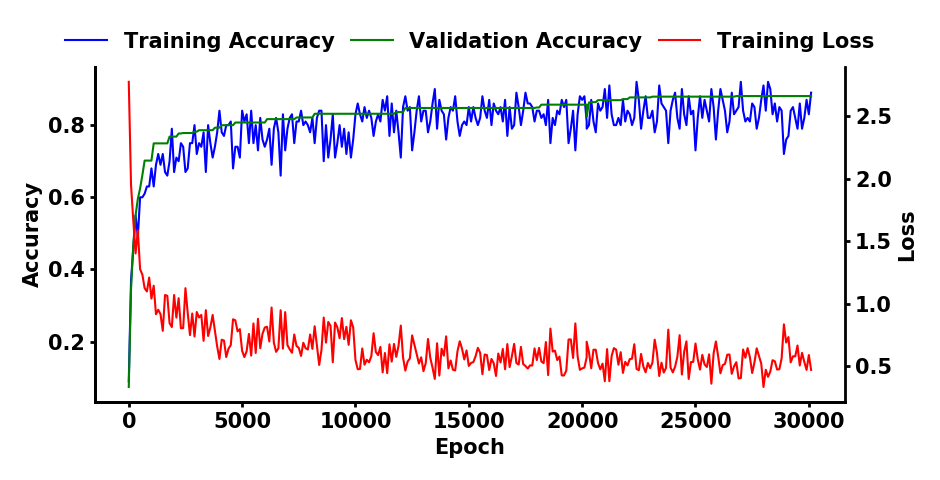 Training Accuracy Validation Accuracy Training Loss
0.8
0.6
0.4
0.2
Accuracy
2.5
2.0
1.5
1.0
0.5
Loss
0 5000 10000 15000 20000 25000 30000
Epoch